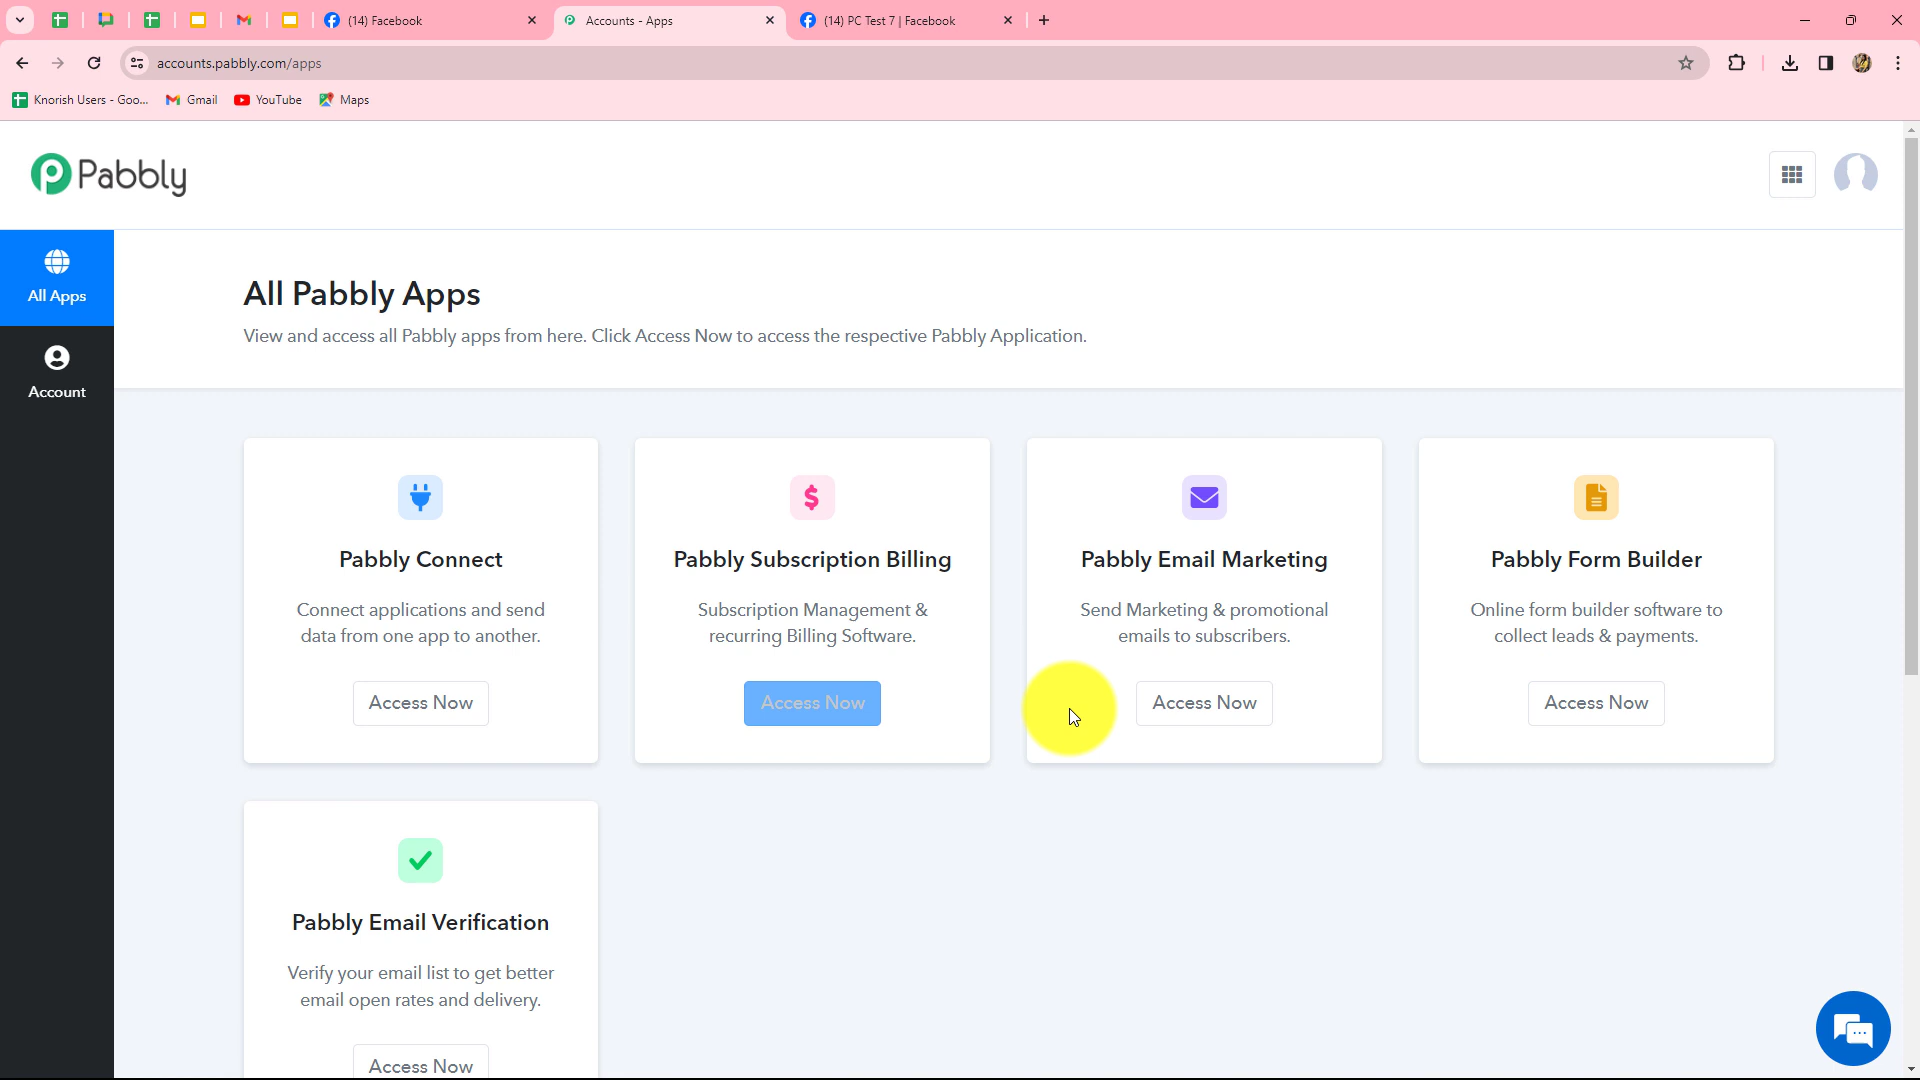 (14) Facebook
Accounts - Apps
(14) PC Test 7 | Facebook
accounts.pabbly.com/apps
Knorish Users - Goo...
Gmail
YouTube
Maps
Pabbly
All Apps
Account
All Pabbly Apps
View and access all Pabbly apps from here. Click Access Now to access the respective Pabbly Application.
Pabbly Connect
Connect applications and send
data from one app to another.
Access Now
Pabbly Subscription Billing
Subscription Management &
recurring Billing Software.
Access Now
Pabbly Email Marketing
Send Marketing & promotional
emails to subscribers.
Access Now
Pabbly Form Builder
Online form builder software to
collect leads & payments.
Access Now
Pabbly Email Verification
Verify your email list to get better
email open rates and delivery.
Access Now